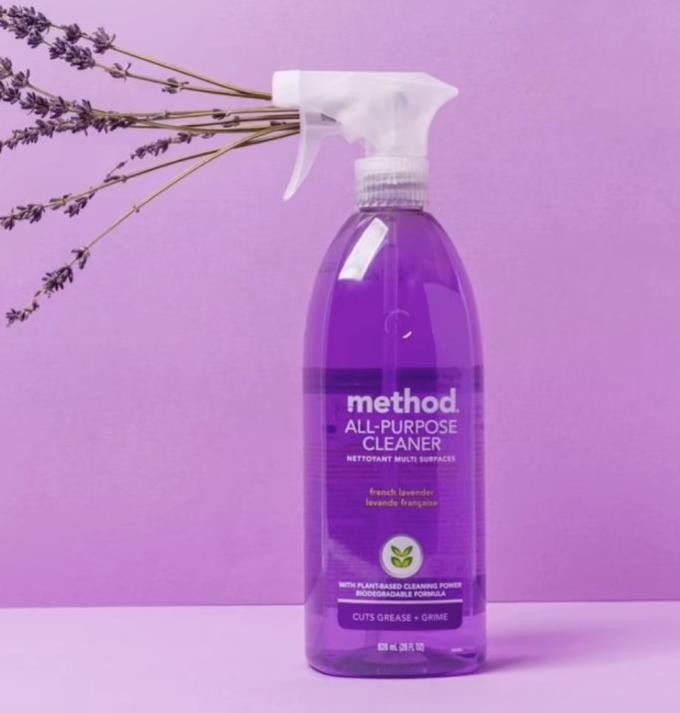 method.
ALL-PURPOSE
CLEANER
NETTOYANT MULTI SURFACES
french lavender
lavande française
WITH PLANT-BASED CLEANING POWER
BIODEGRADABLE FORMULA
CUTS GREASE + GRIME
828 mL (28 FL OZ)